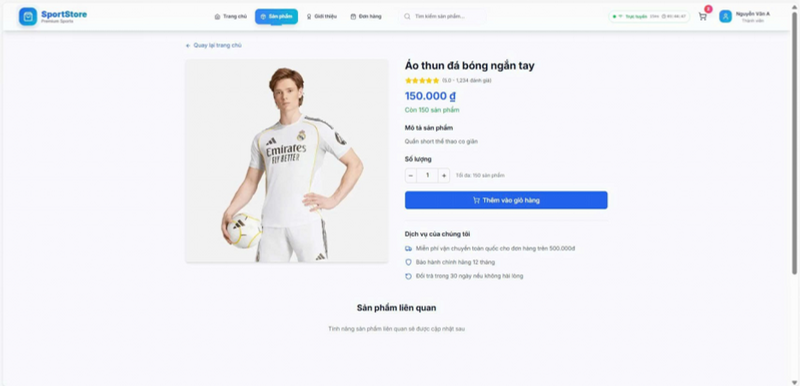 SportStore
Premium Sports
Trang chủ
Sản phẩm
Giới thiệu
Đơn hàng
Tìm kiếm sản phẩm...
Trực tuyến
Nguyễn Văn A
Thành viên
Quay lại trang chủ
Áo thun đá bóng ngắn tay
(5.0 - 1,234 đánh giá)
150.000 ₫
Còn 150 sản phẩm
Mô tả sản phẩm
Quần short thể thao co giãn
Số lượng
− 1 + Tối đa: 150 sản phẩm
Thêm vào giỏ hàng
Dịch vụ của chúng tôi
Miễn phí vận chuyển toàn quốc cho đơn hàng trên 500.000đ
Bảo hành chính hãng 12 tháng
Đổi trả trong 30 ngày nếu không hài lòng
Emirates
FLY BETTER
Sản phẩm liên quan
Tính năng sản phẩm liên quan sẽ được cập nhật sau